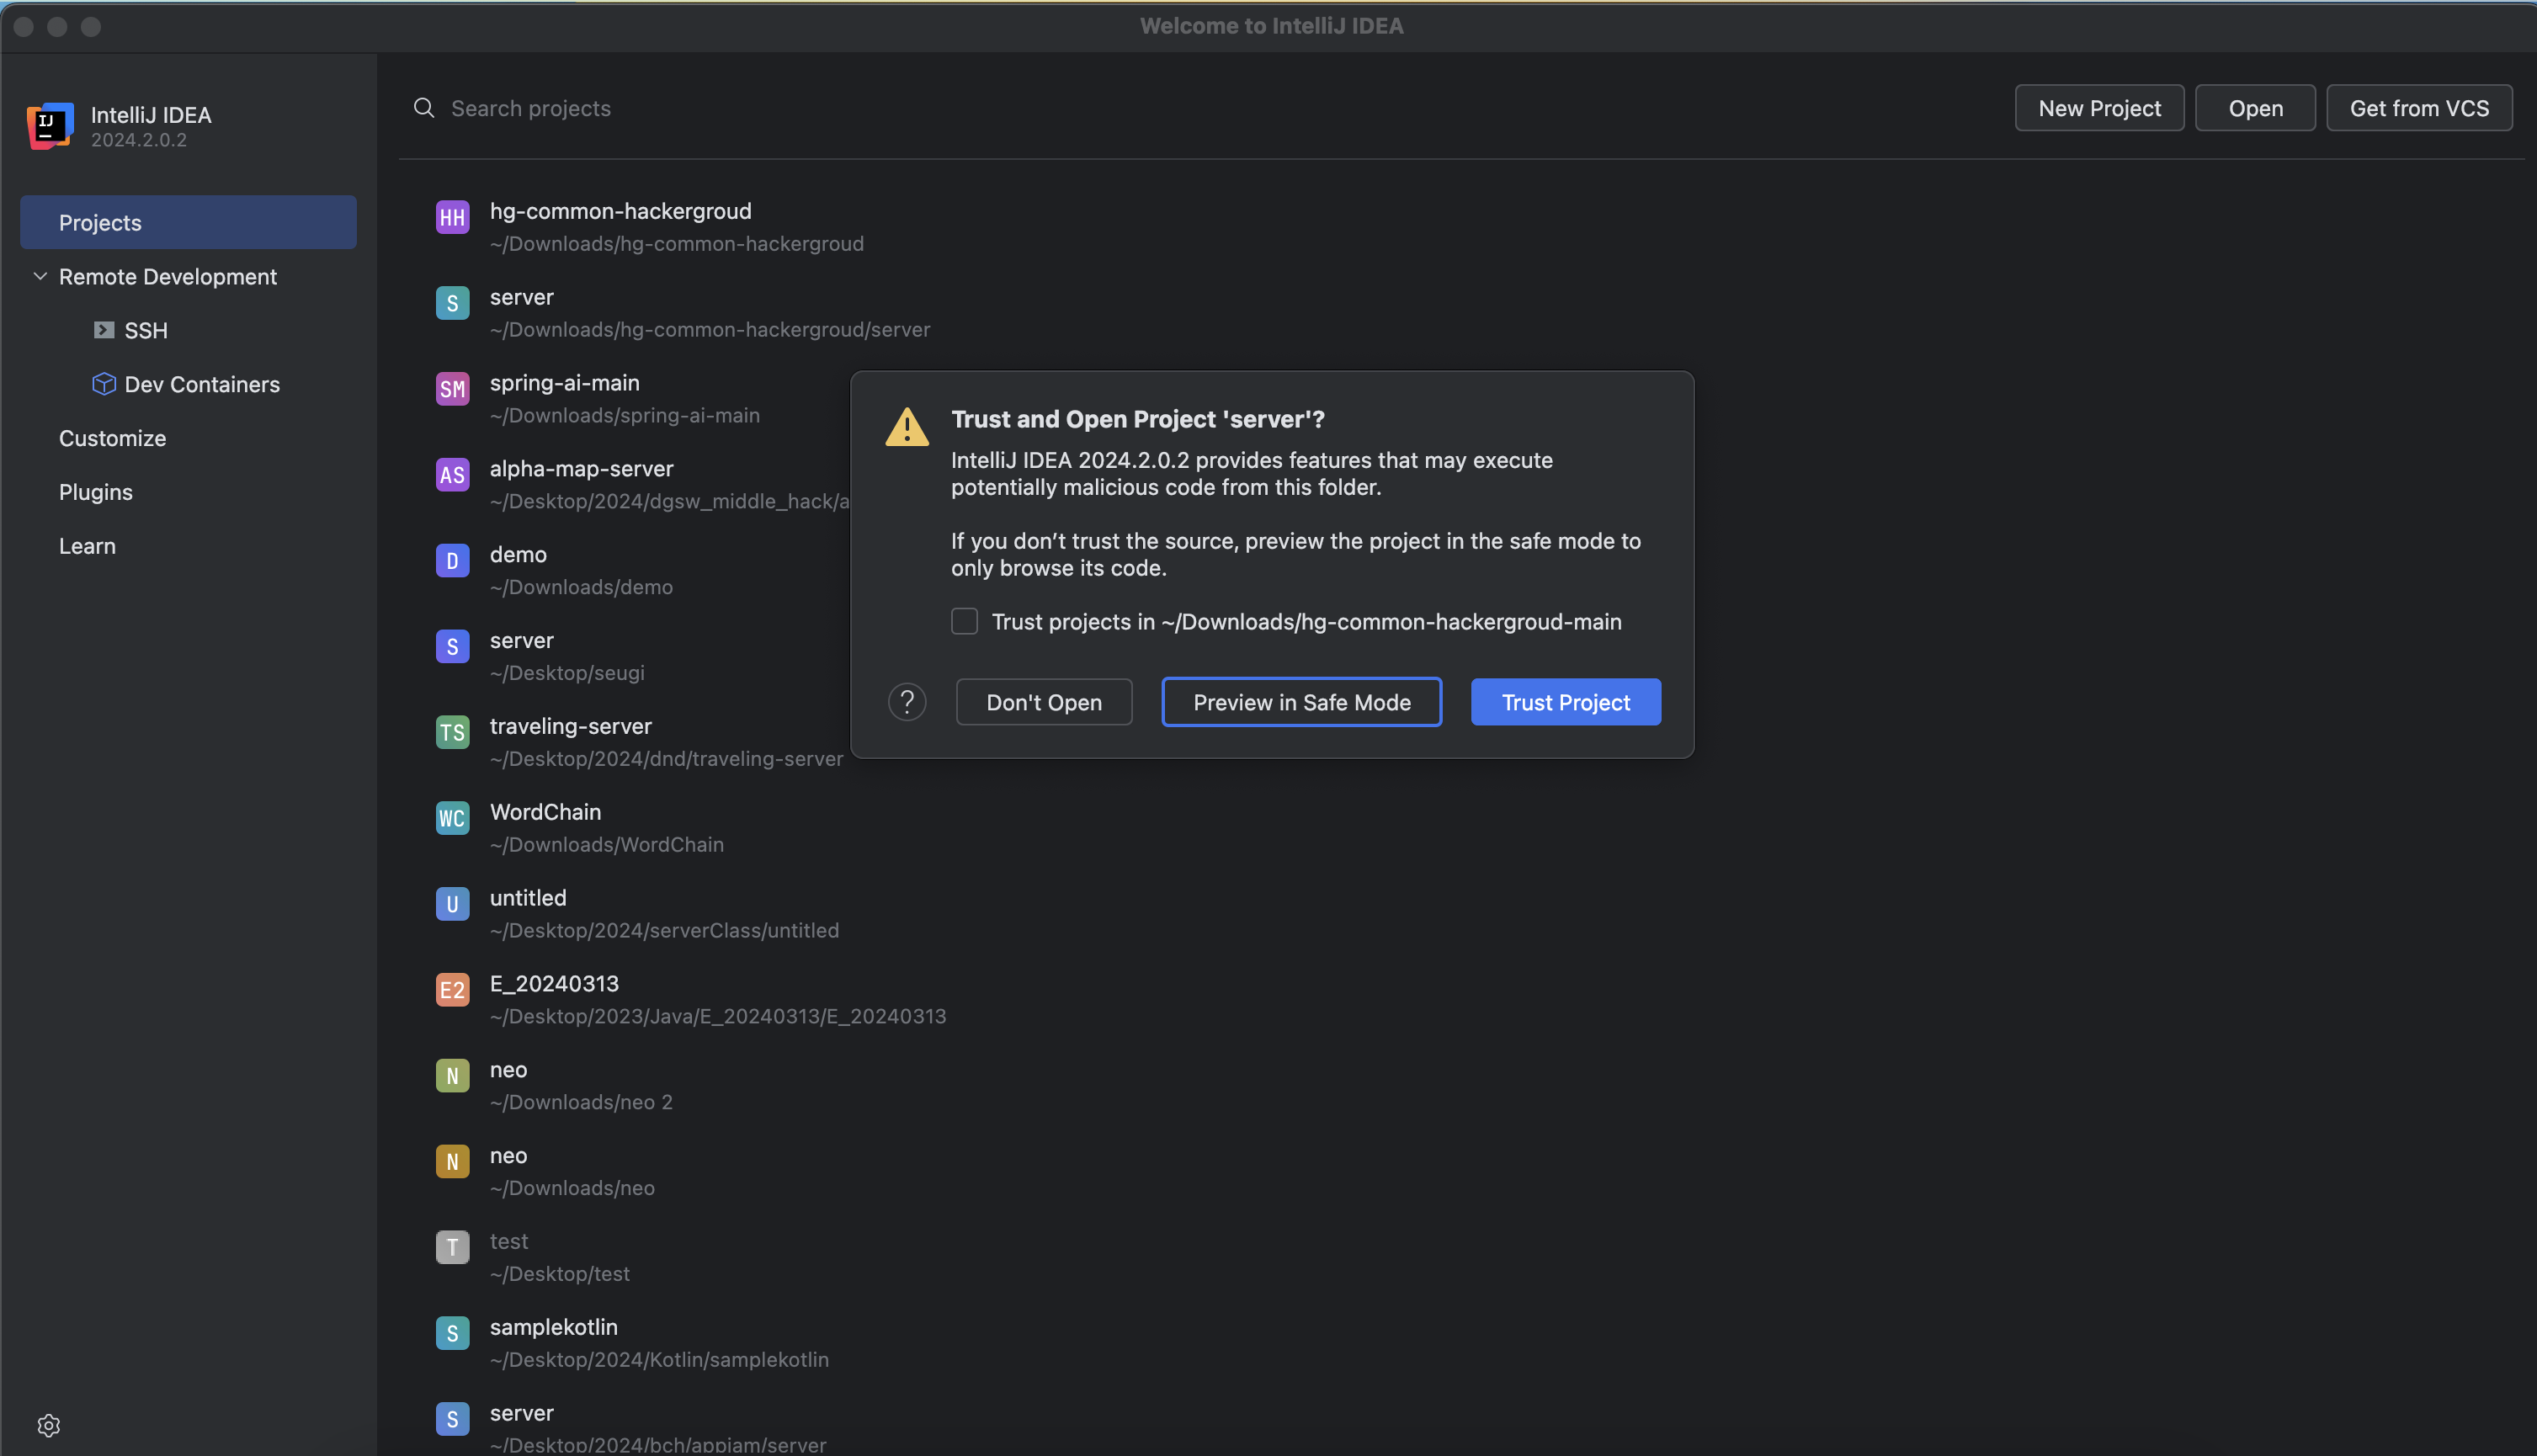 Welcome to IntelliJ IDEA
IntelliJ IDEA
2024.2.0.2
Search projects
New Project
Open
Get from VCS
Projects
Remote Development
SSH
Dev Containers
Customize
Plugins
Learn
HH
hg-common-hackergroud
~/Downloads/hg-common-hackergroud
S
server
~/Downloads/hg-common-hackergroud/server
SM
spring-ai-main
~/Downloads/spring-ai-main
AS
alpha-map-server
~/Desktop/2024/dgsw_middle_hack/a
D
demo
~/Downloads/demo
S
server
~/Desktop/seugi
TS
traveling-server
~/Desktop/2024/dnd/traveling-server
WC
WordChain
~/Downloads/WordChain
U
untitled
~/Desktop/2024/serverClass/untitled
E2
E_20240313
~/Desktop/2023/Java/E_20240313/E_20240313
N
neo
~/Downloads/neo 2
N
neo
~/Downloads/neo
T
test
~/Desktop/test
S
samplekotlin
~/Desktop/2024/Kotlin/samplekotlin
S
server
~/Desktop/2024/bch/appjam/server
Trust and Open Project 'server'?
IntelliJ IDEA 2024.2.0.2 provides features that may execute
potentially malicious code from this folder.
If you don’t trust the source, preview the project in the safe mode to
only browse its code.
Trust projects in ~/Downloads/hg-common-hackergroud-main
?
Don't Open
Preview in Safe Mode
Trust Project